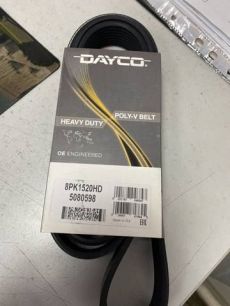 DAYCO
HEAVY DUTY
POLY-V BELT
OE ENGINEERED
8PK1520HD
5080598